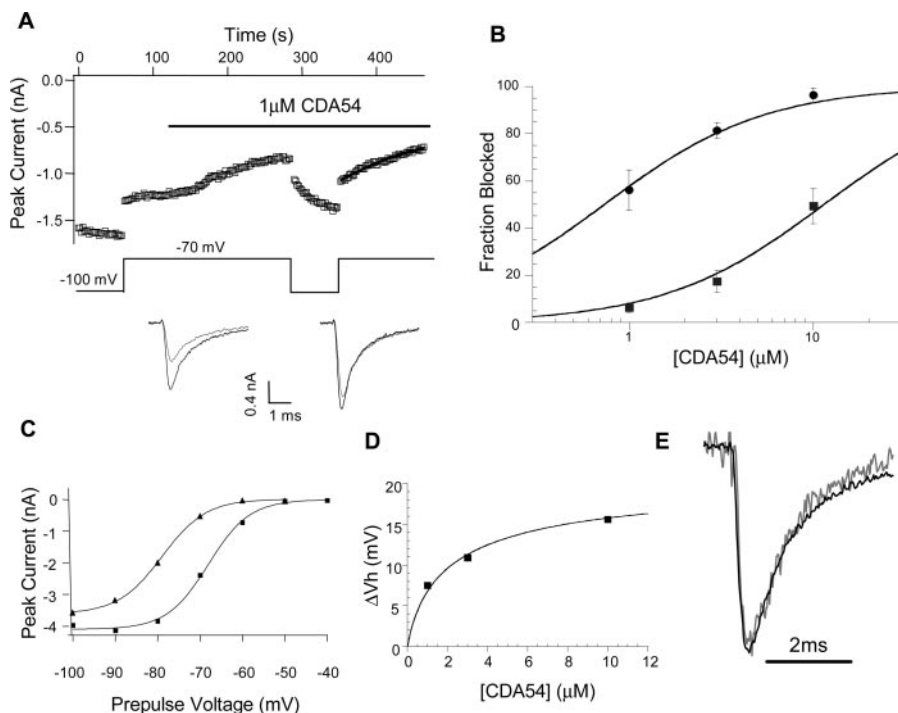 A
Time (s)
0 100 200 300 400
Peak Current (nA)
0.0
-0.5
-1.0
-1.5
1μM CDA54
-70 mV
-100 mV
0.4 nA
1 ms
B
Fraction Blocked
100
80
60
40
20
0
1 10
[CDA54] (μM)
C
Peak Current (nA)
0
-1
-2
-3
-4
-100 -90 -80 -70 -60 -50 -40
Prepulse Voltage (mV)
D
ΔVh (mV)
20
15
10
5
0
0 2 4 6 8 10 12
[CDA54] (μM)
E
2ms